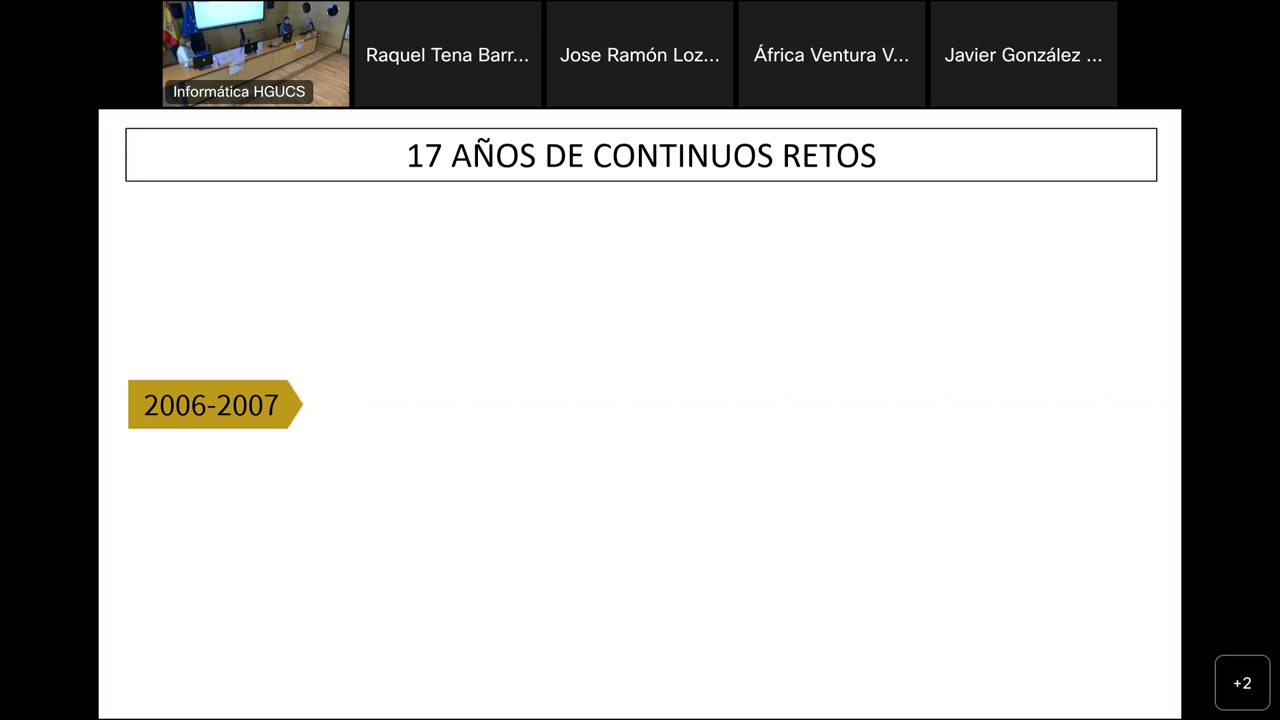 Informática HGUCS
Raquel Tena Barr...
Jose Ramón Loz...
África Ventura V...
Javier González ...
17 AÑOS DE CONTINUOS RETOS
2006-2007
+2